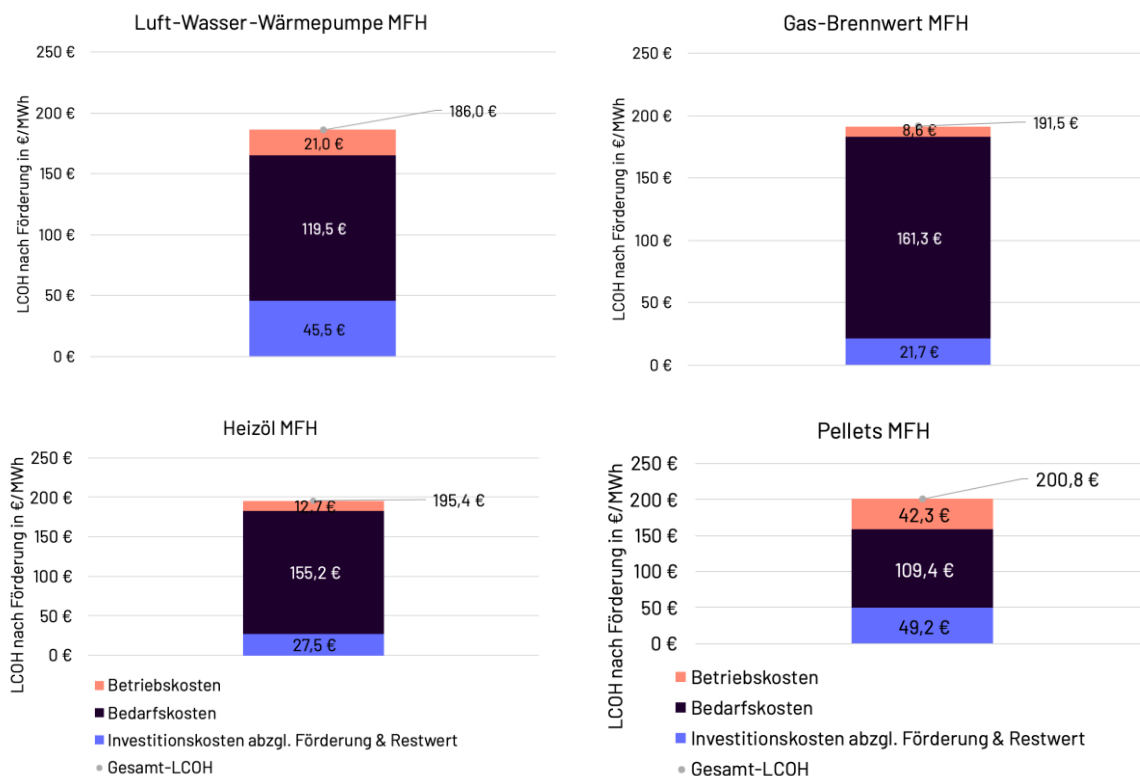 Luft-Wasser-Wärmepumpe MFH
LCOH nach Förderung in €/MWh
250 €
200 €
150 €
100 €
50 €
0 €
186,0 €
21,0 €
119,5 €
45,5 €
Gas-Brennwert MFH
LCOH nach Förderung in €/MWh
250 €
200 €
150 €
100 €
50 €
0 €
191,5 €
8,6 €
161,3 €
21,7 €
Heizöl MFH
LCOH nach Förderung in €/MWh
250 €
200 €
150 €
100 €
50 €
0 €
195,4 €
12,7 €
155,2 €
27,5 €
Betriebskosten
Bedarfskosten
Investitionskosten abzgl. Förderung & Restwert
Gesamt-LCOH
Pellets MFH
LCOH nach Förderung in €/MWh
250 €
200 €
150 €
100 €
50 €
0 €
200,8 €
42,3 €
109,4 €
49,2 €
Betriebskosten
Bedarfskosten
Investitionskosten abzgl. Förderung & Restwert
Gesamt-LCOH